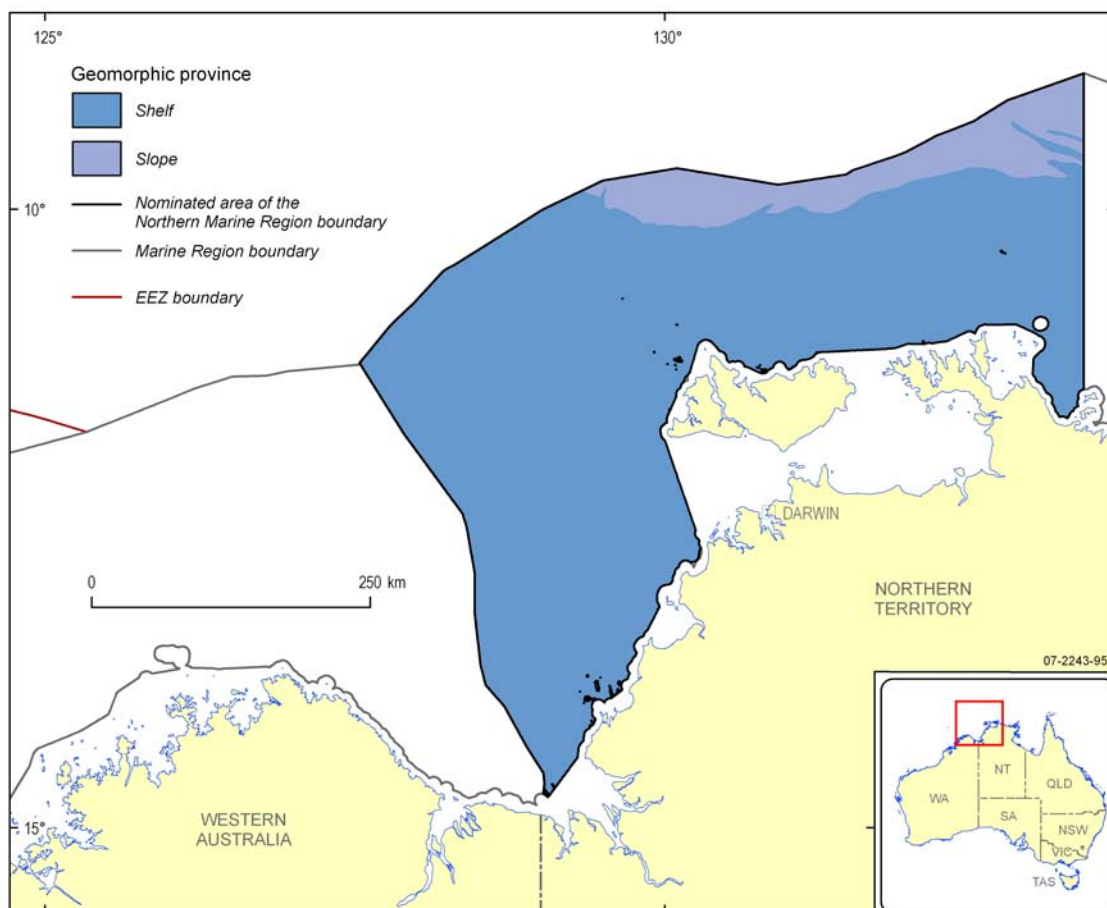 125°
130°
Geomorphic province
Shelf
Slope
Nominated area of the
Northern Marine Region boundary
Marine Region boundary
EEZ boundary
10°
DARWIN
0
250 km
NORTHERN
TERRITORY
07-2243-95
WESTERN
AUSTRALIA
15°
NT
QLD
WA
SA
NSW
VIC
TAS